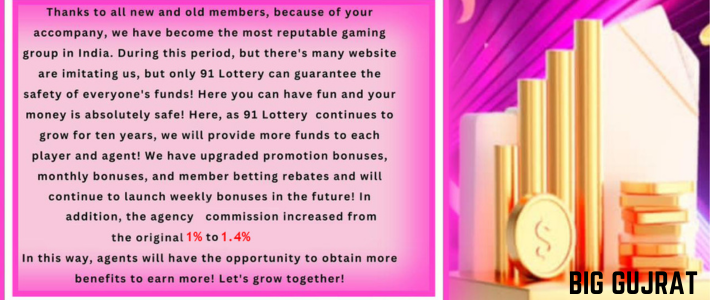 Thanks to all new and old members, because of your
accompany, we have become the most reputable gaming
group in India. During this period, but there's many website
are imitating us, but only 91 Lottery can guarantee the
safety of everyone's funds! Here you can have fun and your
money is absolutely safe! Here, as 91 Lottery continues to
grow for ten years, we will provide more funds to each
player and agent! We have upgraded promotion bonuses,
monthly bonuses, and member betting rebates and will
continue to launch weekly bonuses in the future! In
addition, the agency commission increased from
the original 1% to 1.4%
In this way, agents will have the opportunity to obtain more
benefits to earn more! Let's grow together!
$
BIG GUJRAT